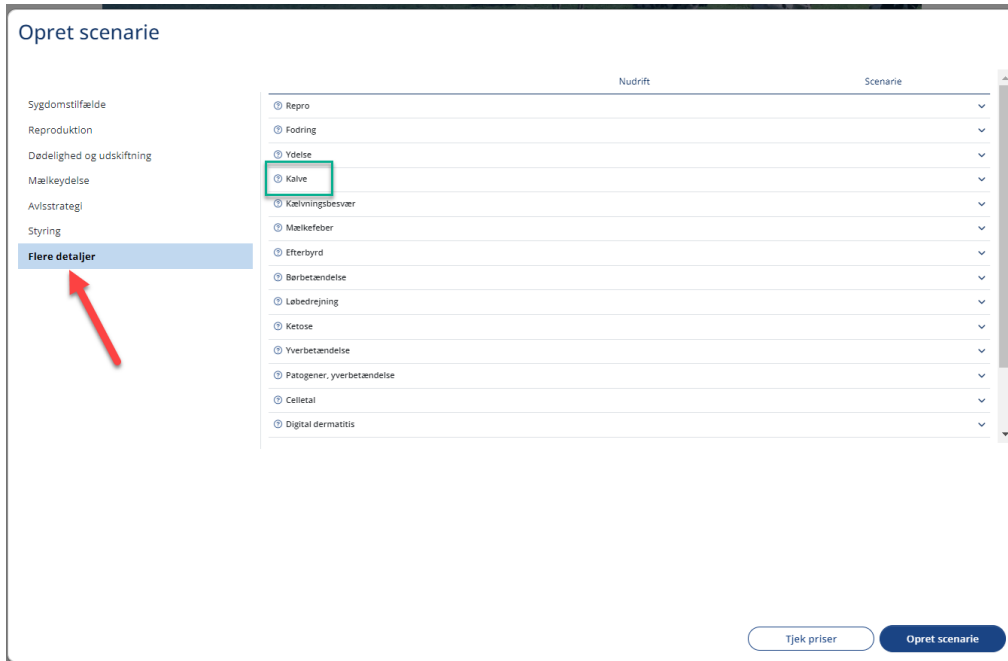 Opret scenarie
Nudrift
Scenarie
Sygdomstilfælde
Reproduktion
Dødelighed og udskiftning
Mælkeydelse
Avlsstrategi
Styring
Flere detaljer
Repro
Fodring
Ydelse
Kalve
Kælvningsbesvær
Mælkefeber
Efterbyrd
Børbetændelse
Løbedrejning
Ketose
Yverbetændelse
Patogener, yverbetændelse
Celletal
Digital dermatitis
Tjek priser
Opret scenarie